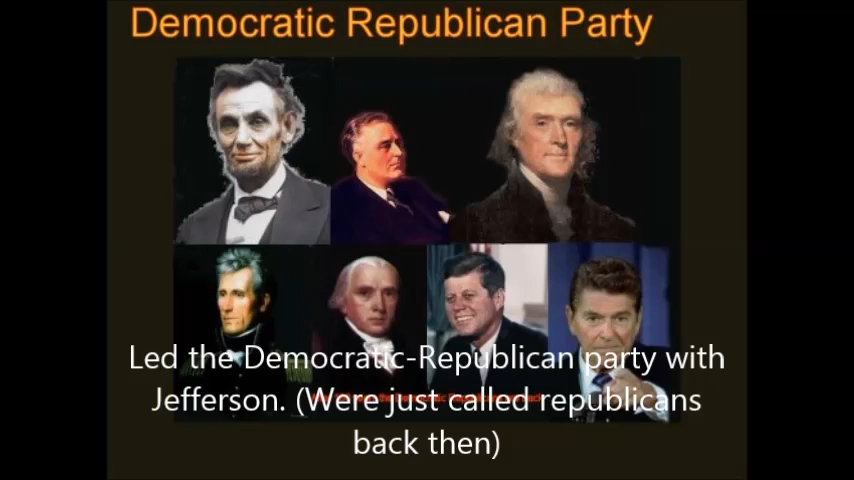 Democratic Republican Party
Led the Democratic-Republican party with
Jefferson. (Were just called republicans
back then)